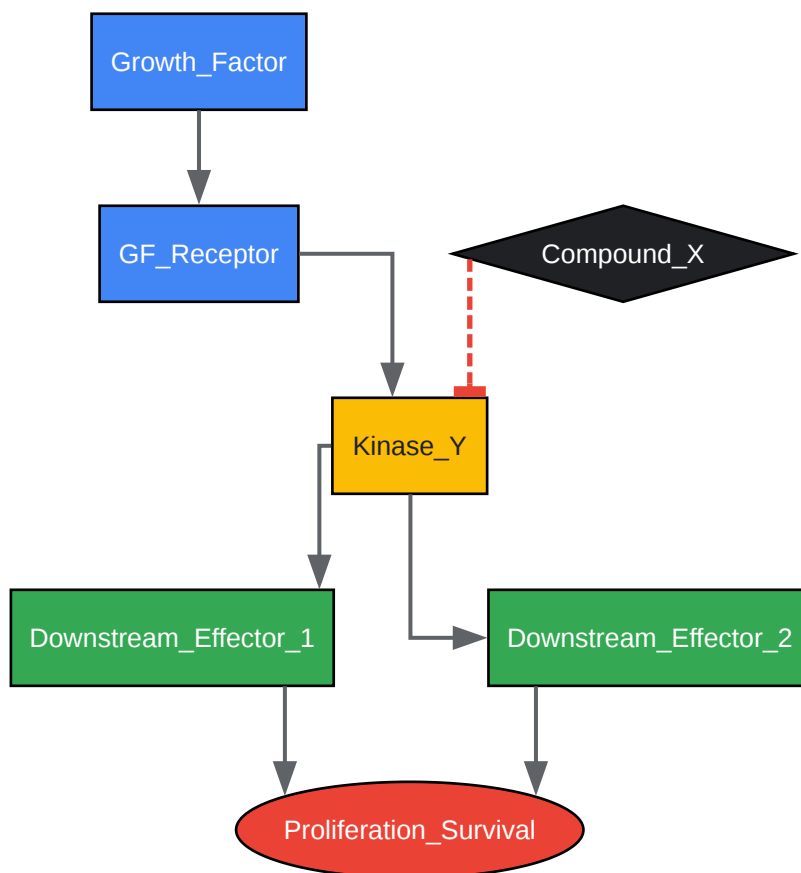 Growth_Factor
GF_Receptor
Compound_X
Kinase_Y
Downstream_Effector_1
Downstream_Effector_2
Proliferation_Survival